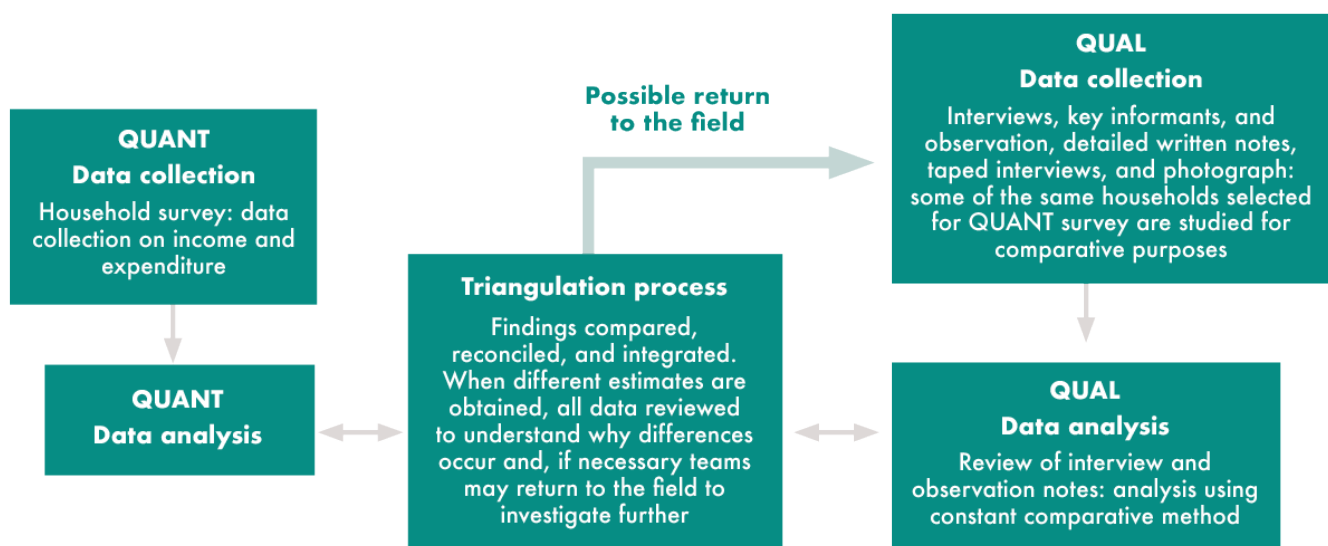 QUANT
Data collection
Household survey: data
collection on income and
expenditure
QUANT
Data analysis
Triangulation process
Findings compared,
reconciled, and integrated.
When different estimates are
obtained, all data reviewed
to understand why differences
occur and, if necessary teams
may return to the field to
investigate further
Possible return
to the field
QUAL
Data collection
Interviews, key informants, and
observation, detailed written notes,
taped interviews, and photograph:
some of the same households selected
for QUANT survey are studied for
comparative purposes
QUAL
Data analysis
Review of interview and
observation notes: analysis using
constant comparative method